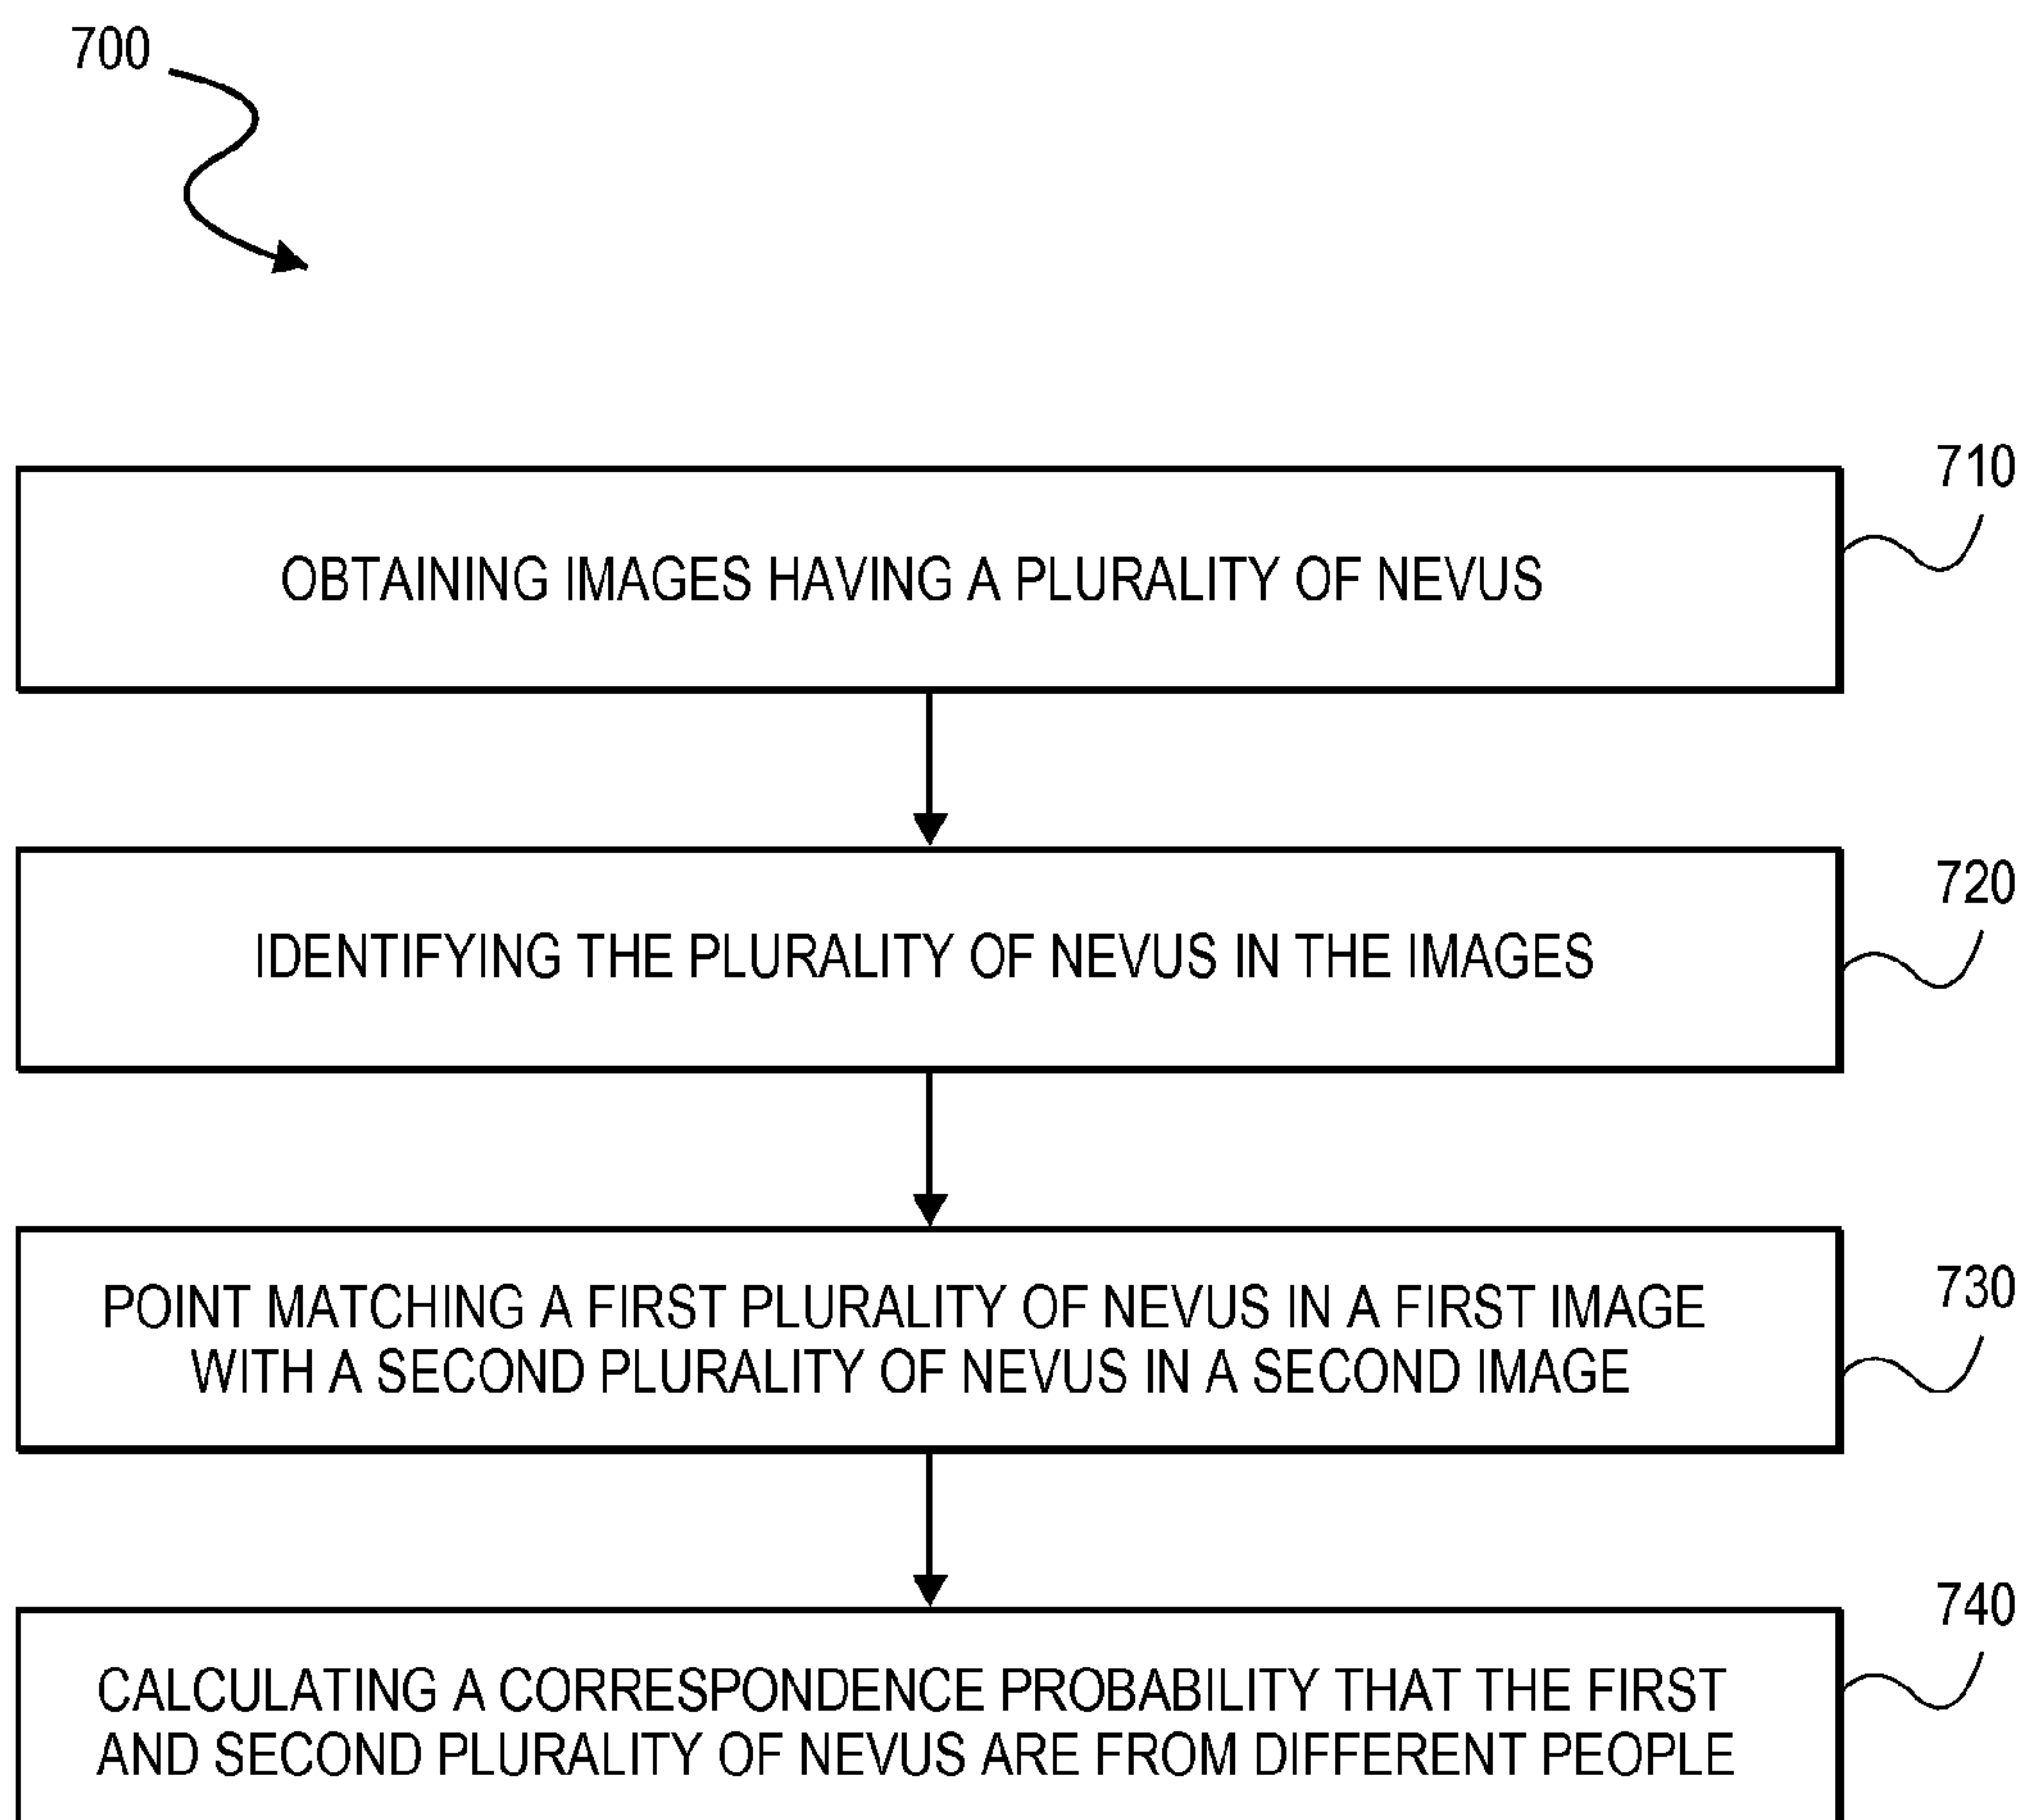 700
710
OBTAINING IMAGES HAVING A PLURALITY OF NEVUS
720
IDENTIFYING THE PLURALITY OF NEVUS IN THE IMAGES
730
POINT MATCHING A FIRST PLURALITY OF NEVUS IN A FIRST IMAGE
WITH A SECOND PLURALITY OF NEVUS IN A SECOND IMAGE
740
CALCULATING A CORRESPONDENCE PROBABILITY THAT THE FIRST
AND SECOND PLURALITY OF NEVUS ARE FROM DIFFERENT PEOPLE